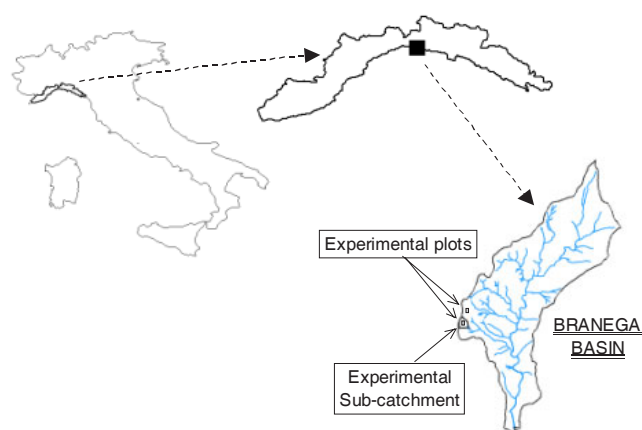 Experimental plots
BRANEGA
BASIN
Experimental
Sub-catchment